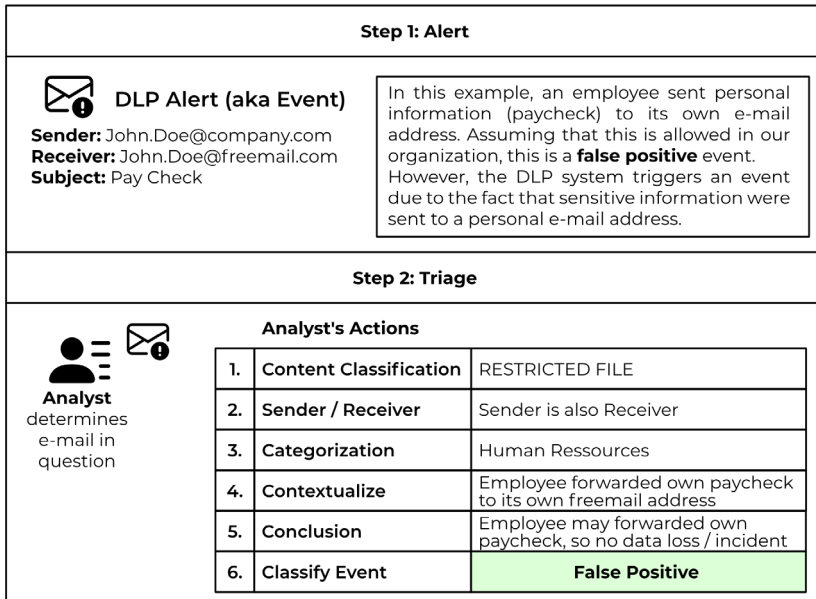 Step 1: Alert
DLP Alert (aka Event)
Sender: John.Doe@company.com
Receiver: John.Doe@freemail.com
Subject: Pay Check
In this example, an employee sent personal
information (paycheck) to its own e-mail
address. Assuming that this is allowed in our
organization, this is a false positive event.
However, the DLP system triggers an event
due to the fact that sensitive information were
sent to a personal e-mail address.
Step 2: Triage
Analyst
determines
e-mail in
question
Analyst's Actions
1. Content Classification RESTRICTED FILE
2. Sender / Receiver Sender is also Receiver
3. Categorization Human Ressources
4. Contextualize Employee forwarded own paycheck
to its own freemail address
5. Conclusion Employee may forwarded own
paycheck, so no data loss / incident
6. Classify Event False Positive